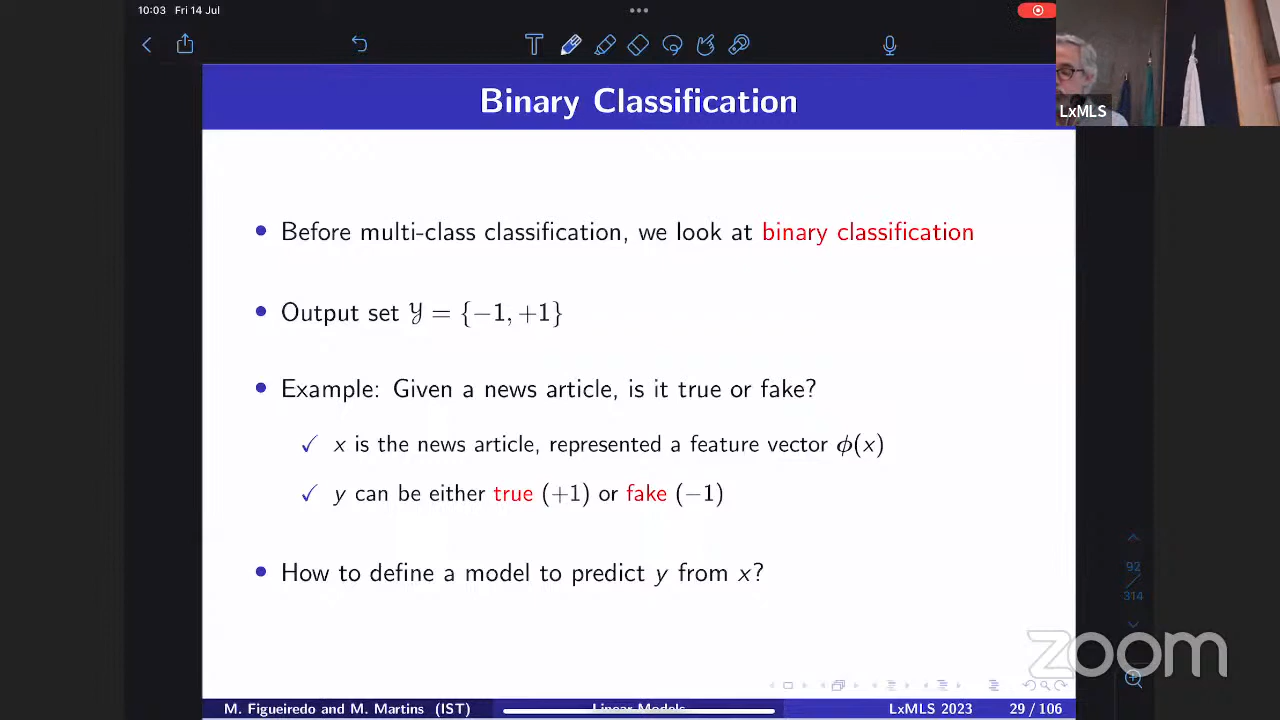 10:03 Fri 14 Jul
LxMLS
Binary Classification
Before multi-class classification, we look at binary classification
Output set 𝒴 = {−1, +1}
Example: Given a news article, is it true or fake?
✓ x is the news article, represented a feature vector ϕ(x)
✓ y can be either true (+1) or fake (−1)
How to define a model to predict y from x?
92
/
314
zoom
M. Figueiredo and M. Martins (IST) Linear Models LxMLS 2023 29 / 106